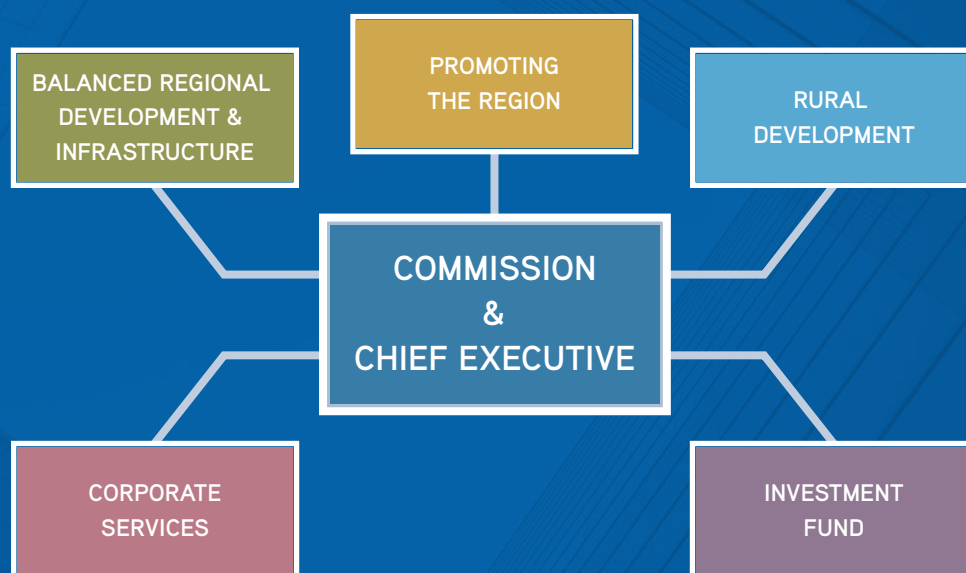 BALANCED REGIONAL
DEVELOPMENT &
INFRASTRUCTURE
PROMOTING
THE REGION
RURAL
DEVELOPMENT
COMMISSION
&
CHIEF EXECUTIVE
CORPORATE
SERVICES
INVESTMENT
FUND